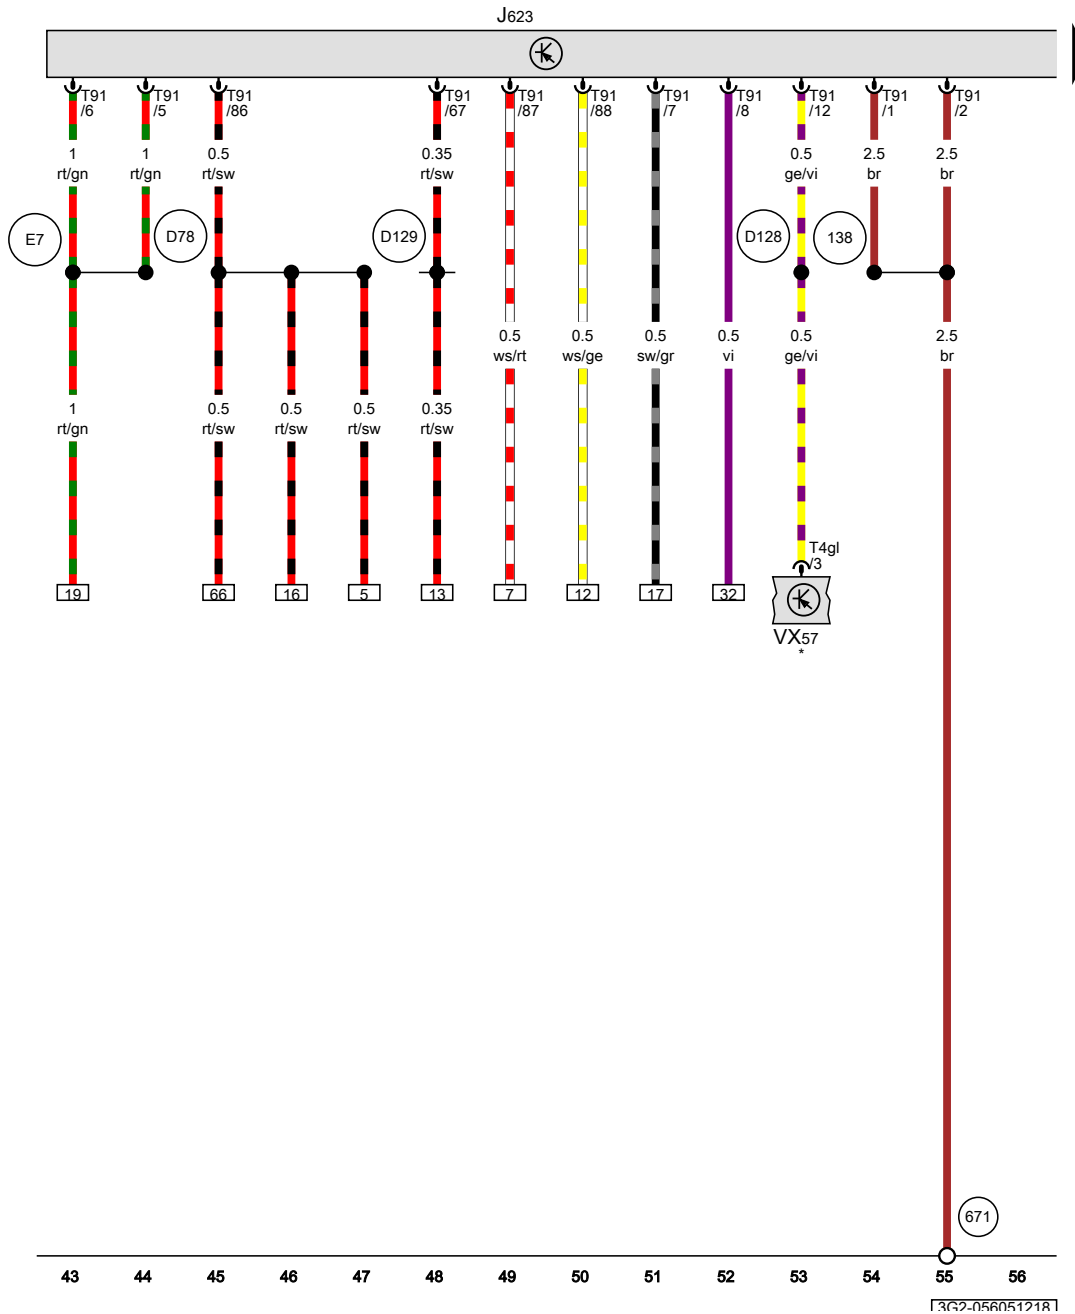 J623
T91 T91 T91 T91 T91 T91 T91 T91 T91 T91 T91
/6 /5 /86 /67 /87 /88 /7 /8 /12 /1 /2
1 1 0.5 0.35 0.5 2.5 2.5
rt/gn rt/gn rt/sw rt/sw ge/vi br br
E7 D78 D129 D128 138
0.5 0.5 0.5 0.5 0.5 2.5
ws/rt ws/ge sw/gr vi ge/vi br
1 0.5 0.5 0.5 0.35
rt/gn rt/sw rt/sw rt/sw rt/sw
T4gl
/3
19 66 16 5 13 7 12 17 32
VX57
*
671
43 44 45 46 47 48 49 50 51 52 53 54 55 56
3G2-056051218